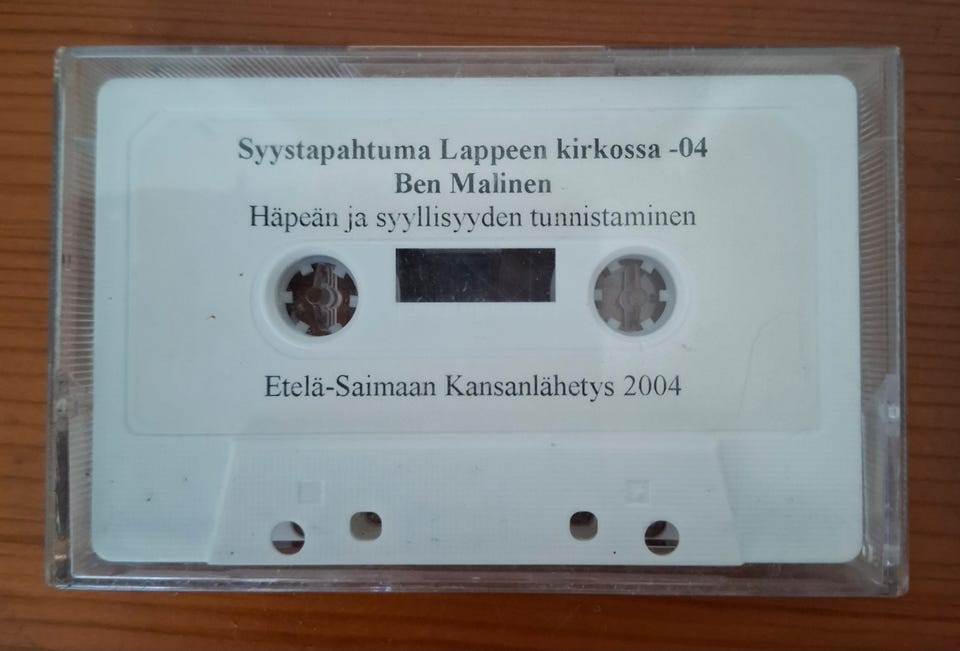 Syystapahtuma Lappeen kirkossa -04
Ben Malinen
Häpeän ja syyllisyyden tunnistaminen
Etelä-Saimaan Kansanlähetys 2004